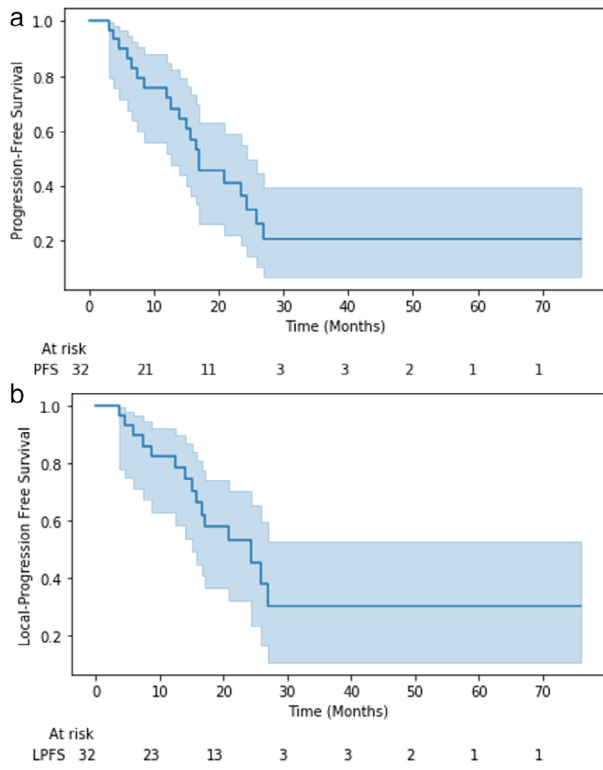 a
1.0
0.8
0.6
0.4
0.2
Progression-Free Survival
0 10 20 30 40 50 60 70
Time (Months)
At risk
PFS 32 21 11 3 3 2 1 1
b
1.0
0.8
0.6
0.4
0.2
Local-Progression Free Survival
0 10 20 30 40 50 60 70
Time (Months)
At risk
LPFS 32 23 13 3 3 2 1 1